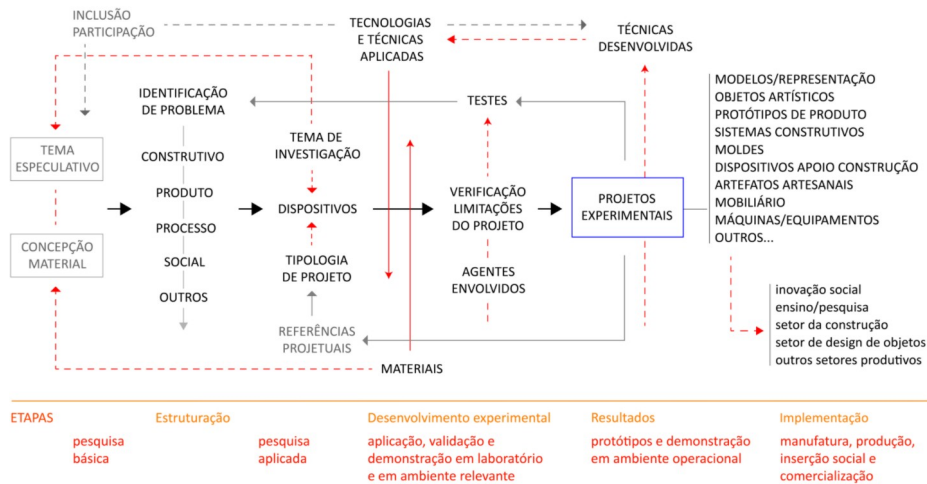 INCLUSÃO
PARTICIPAÇÃO
TECNOLOGIAS
E TÉCNICAS
APLICADAS
TÉCNICAS
DESENVOLVIDAS
TEMA
ESPECULATIVO
CONCEPÇÃO
MATERIAL
IDENTIFICAÇÃO
DE PROBLEMA
CONSTRUTIVO
PRODUTO
PROCESSO
SOCIAL
OUTROS
TEMA DE
INVESTIGAÇÃO
DISPOSITIVOS
TIPOLOGIA
DE PROJETO
REFERÊNCIAS
PROJETUAIS
MATERIAIS
TESTES
VERIFICAÇÃO
LIMITAÇÕES
DO PROJETO
AGENTES
ENVOLVIDOS
PROJETOS
EXPERIMENTAIS
MODELOS/REPRESENTAÇÃO
OBJETOS ARTÍSTICOS
PROTÓTIPOS DE PRODUTO
SISTEMAS CONSTRUTIVOS
MOLDES
DISPOSITIVOS APOIO CONSTRUÇÃO
ARTEFATOS ARTESANAIS
MOBILIÁRIO
MÁQUINAS/EQUIPAMENTOS
OUTROS...
inovação social
ensino/pesquisa
setor da construção
setor de design de objetos
outros setores produtivos
ETAPAS
pesquisa
básica
Estruturação
pesquisa
aplicada
Desenvolvimento experimental
aplicação, validação e
demonstração em laboratório
e em ambiente relevante
Resultados
protótipos e demonstração
em ambiente operacional
Implementação
manufatura, produção,
inserção social e
comercialização